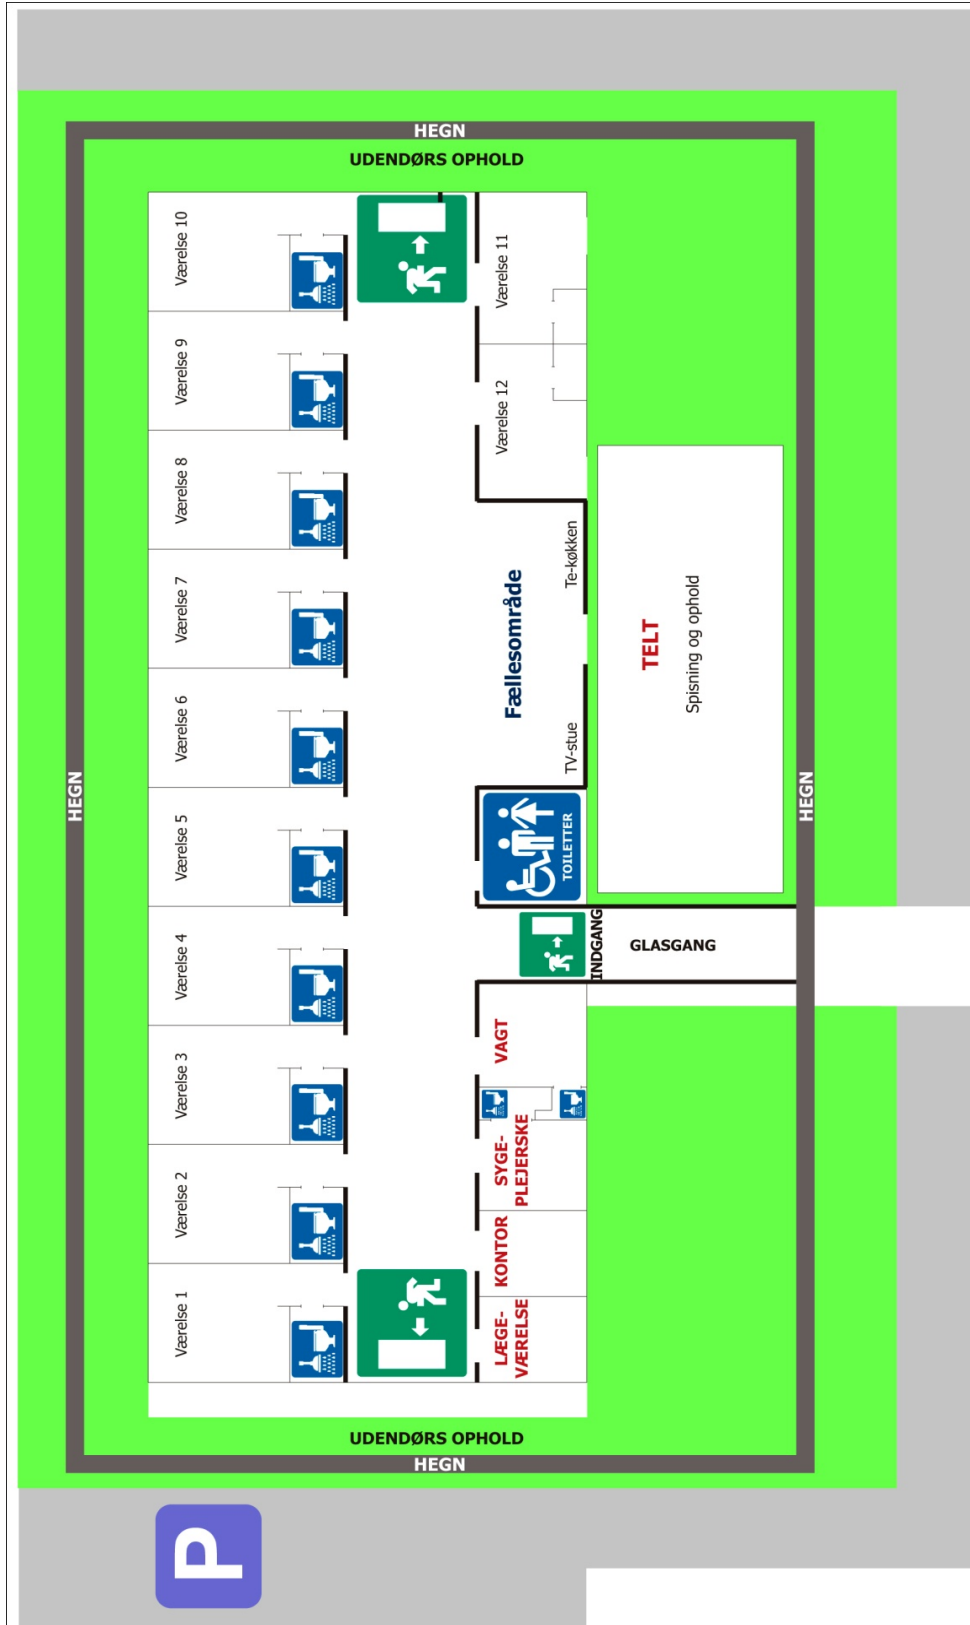 HEGN
UDENDØRS OPHOLD
Værelse 10
Værelse 11
Værelse 9
Værelse 12
Værelse 8
Te-køkken
Værelse 7
Fællesområde
TELT
Spisning og ophold
Værelse 6
TV-stue
HEGN
HEGN
Værelse 5
TOILETTER
Værelse 4
INDGANG
GLASGANG
Værelse 3
VAGT
SYGE-
PLEJERSKE
Værelse 2
KONTOR
Værelse 1
LÆGE-
VÆRELSE
UDENDØRS OPHOLD
HEGN
P